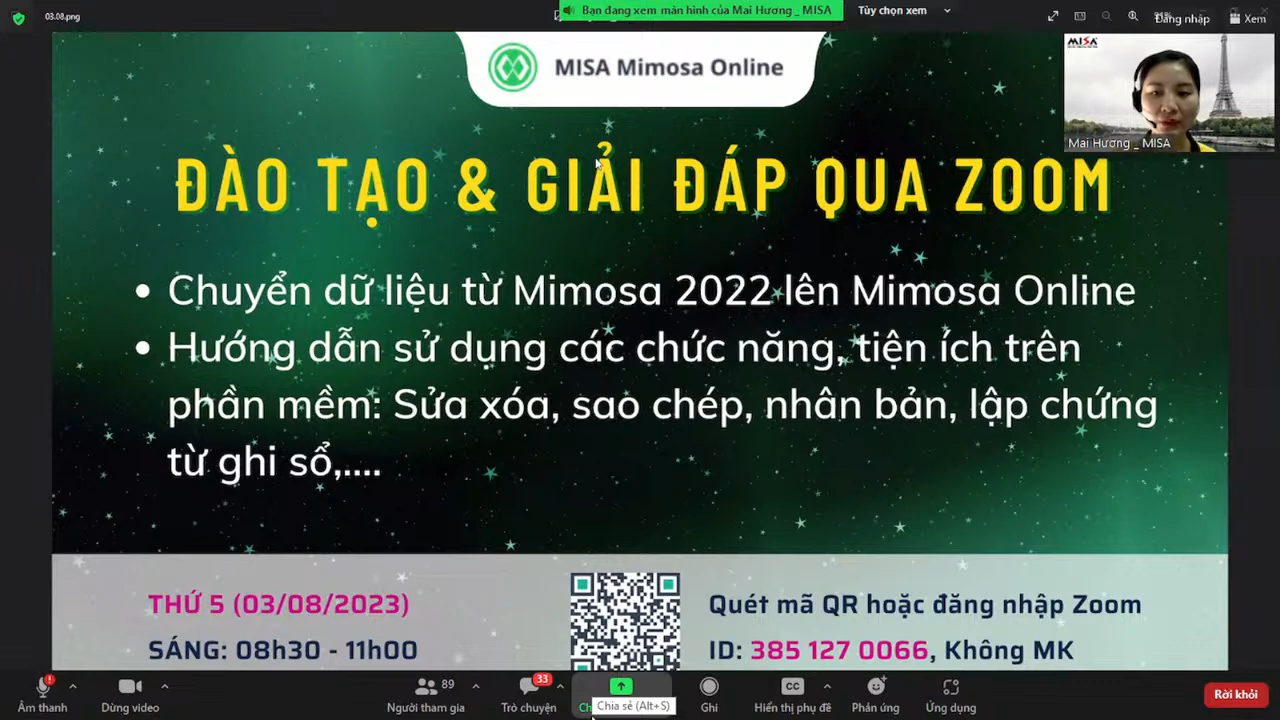 03.08.png
Bạn đang xem màn hình của Mai Hương _ MISA
Tùy chọn xem
Đăng nhập
Xem
MISA Mimosa Online
MISA
Mai Hương _ MISA
ĐÀO TẠO & GIẢI ĐÁP QUA ZOOM
• Chuyển dữ liệu từ Mimosa 2022 lên Mimosa Online
• Hướng dẫn sử dụng các chức năng, tiện ích trên
phần mềm: Sửa xóa, sao chép, nhân bản, lập chứng
từ ghi sổ,....
THỨ 5 (03/08/2023)
SÁNG: 08h30 - 11h00
Quét mã QR hoặc đăng nhập Zoom
ID: 385 127 0066, Không MK
Âm thanh
Dừng video
89
Người tham gia
33
Trò chuyện
Chia sẻ (Alt+S)
Ghi
CC
Hiển thị phụ đề
Phản ứng
Ứng dụng
Rời khỏi